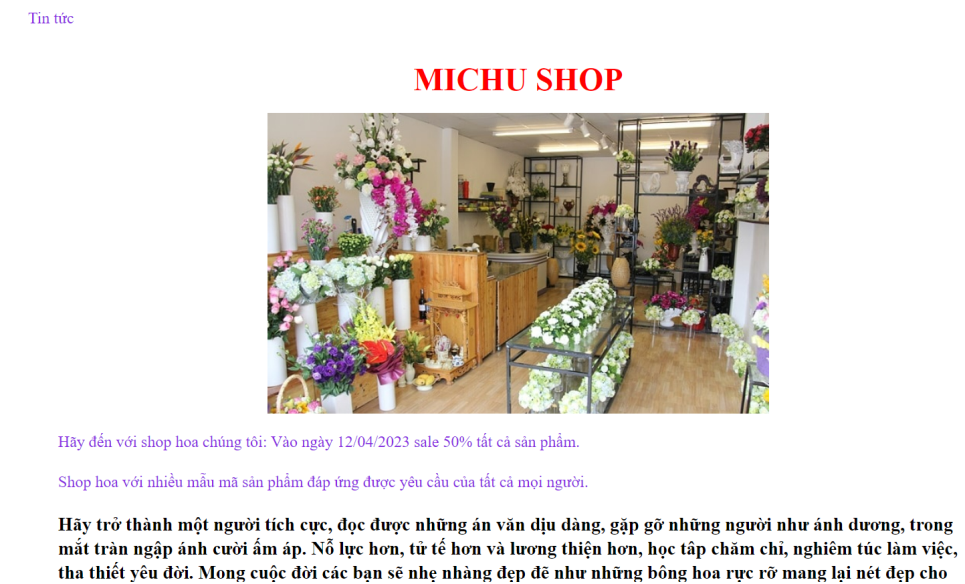 Tin tức
MICHU SHOP
Hãy đến với shop hoa chúng tôi: Vào ngày 12/04/2023 sale 50% tất cả sản phẩm.
Shop hoa với nhiều mẫu mã sản phẩm đáp ứng được yêu cầu của tất cả mọi người.
Hãy trở thành một người tích cực, đọc được những án văn dịu dàng, gặp gỡ những người như ánh dương, trong
mắt tràn ngập ánh cười ấm áp. Nỗ lực hơn, tử tế hơn và lương thiện hơn, học tâp chăm chỉ, nghiêm túc làm việc,
tha thiết yêu đời. Mong cuộc đời các bạn sẽ nhẹ nhàng đẹp đẽ như những bông hoa rực rỡ mang lại nét đẹp cho